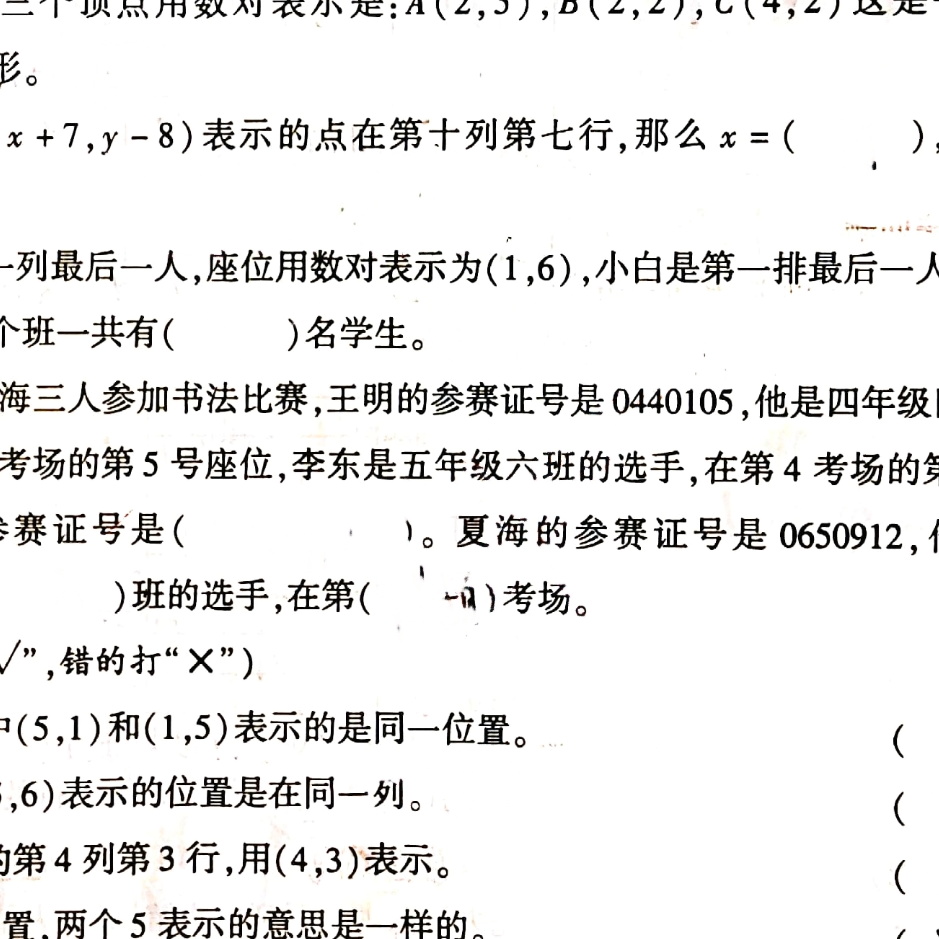 三个顶点用数对表示是:A(2,5),B(2,2),C(4,2)这是
形。
x+7,y-8)表示的点在第十列第七行,那么x=( ),
一列最后一人,座位用数对表示为(1,6),小白是第一排最后一人
个班一共有( )名学生。
海三人参加书法比赛,王明的参赛证号是0440105,他是四年级
考场的第5号座位,李东是五年级六班的选手,在第4考场的第
参赛证号是( )。夏海的参赛证号是0650912,
)班的选手,在第( )考场。
√”,错的打“×”)
中(5,1)和(1,5)表示的是同一位置。 (
,6)表示的位置是在同一列。 (
的第4列第3行,用(4,3)表示。 (
置,两个5表示的意思是一样的。 (